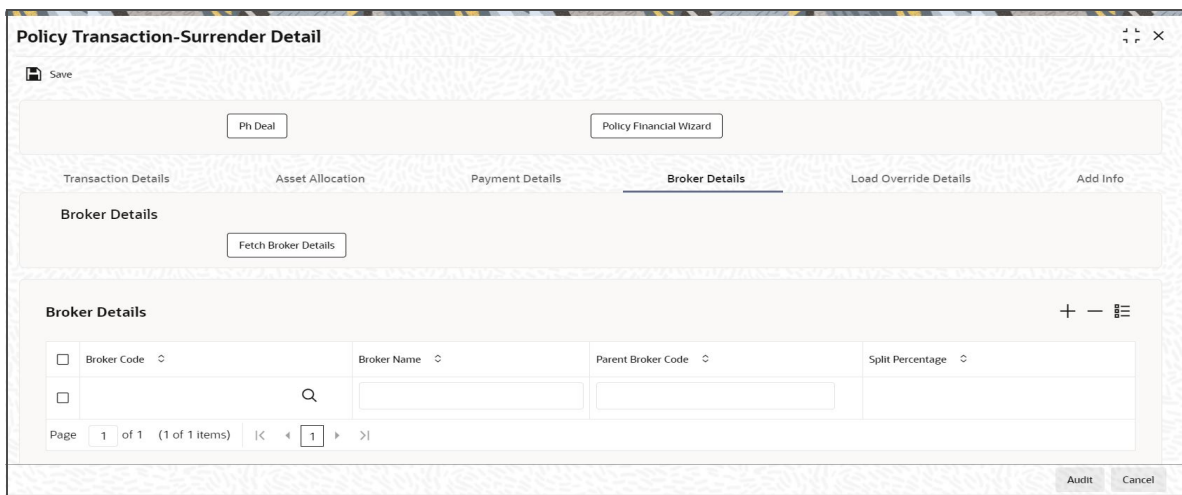 Policy Transaction-Surrender Detail
Save
Ph Deal Policy Financial Wizard
Transaction Details Asset Allocation Payment Details Broker Details Load Override Details Add Info
Broker Details
Fetch Broker Details
Broker Details
Broker Code Broker Name Parent Broker Code Split Percentage
Page 1 of 1 (1 of 1 items) 1
Audit Cancel